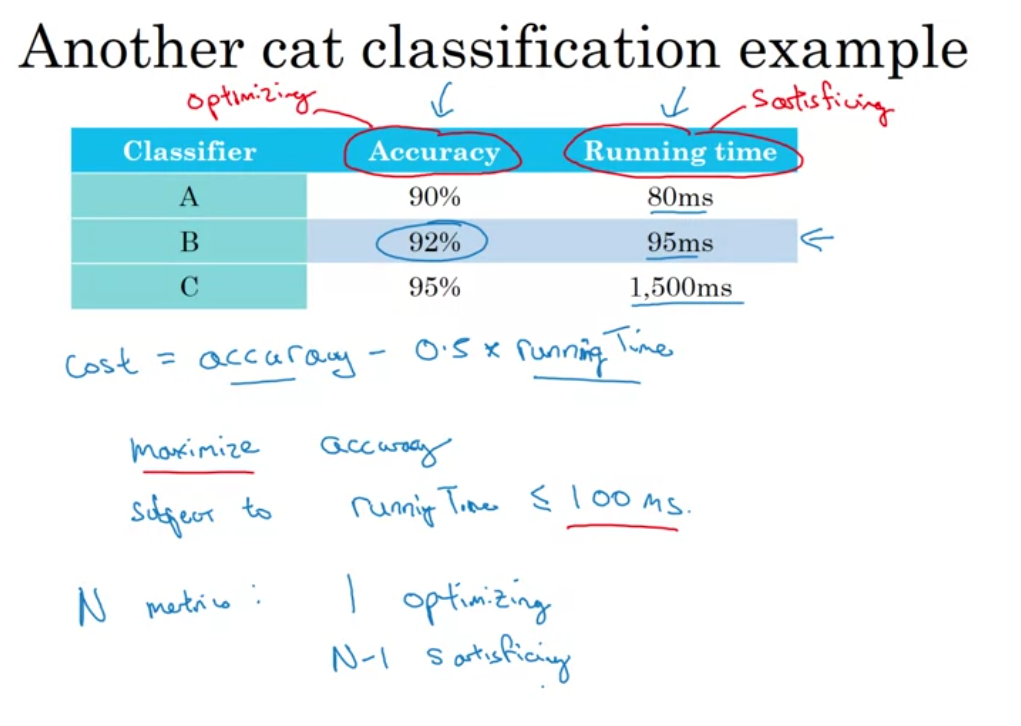 Another cat classification example
optimizing satisficing
Classifier Accuracy Running time
A 90% 80ms
B 92% 95ms
C 95% 1,500ms
cost = accuracy - 0.5 x running Time
maximize accuracy
subject to running Time ≤ 100 ms.
N metrics: 1 optimizing
N-1 satisficing